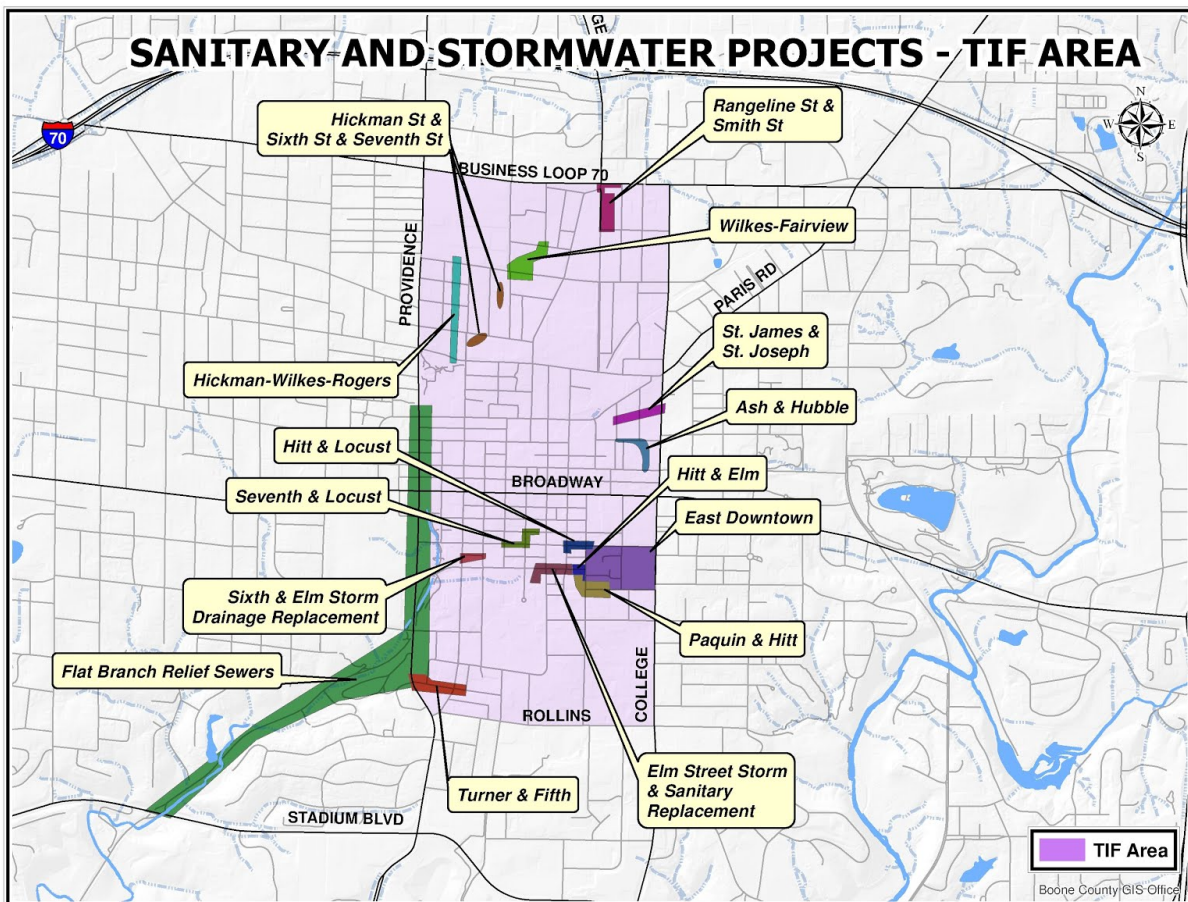 GE
SANITARY AND STORMWATER PROJECTS - TIF AREA
70
Hickman St &
Sixth St & Seventh St
Rangeline St &
Smith St
N
W
E
S
BUSINESS LOOP 70
Wilkes-Fairview
PROVIDENCE
PARIS RD
St. James &
St. Joseph
Hickman-Wilkes-Rogers
Ash & Hubble
Hitt & Locust
Hitt & Elm
BROADWAY
Seventh & Locust
East Downtown
Sixth & Elm Storm
Drainage Replacement
Paquin & Hitt
Flat Branch Relief Sewers
COLLEGE
ROLLINS
Elm Street Storm
& Sanitary
Replacement
Turner & Fifth
STADIUM BLVD
TIF Area
Boone County GIS Office